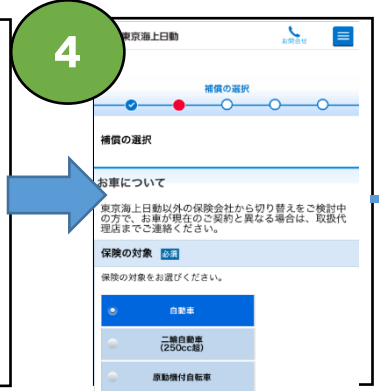 4
東京海上日動
お問合せ
補償の選択
補償の選択
お車について
東京海上日動以外の保険会社から切り替えをご検討中
の方で、お車が現在のご契約と異なる場合は、取扱代
理店までご連絡ください。
保険の対象 必須
保険の対象をお選びください。
自動車
二輪自動車
(250cc超)
原動機付自転車